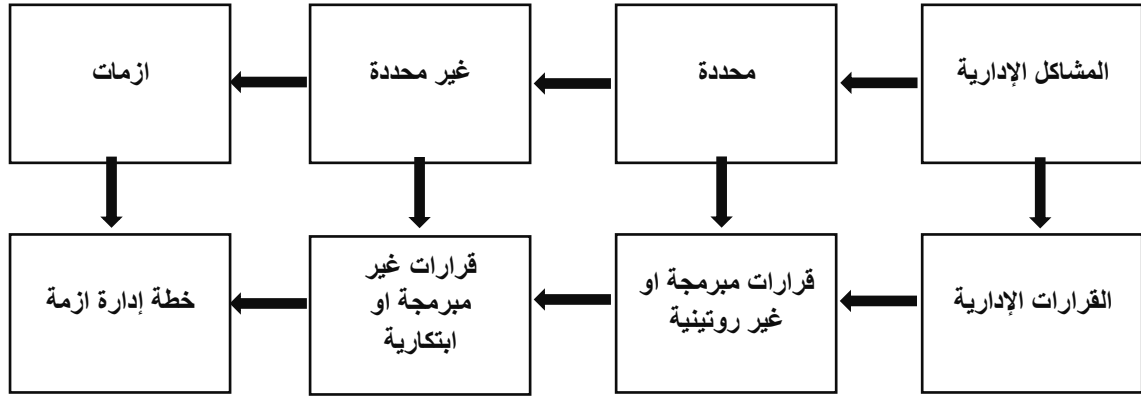 المشاكل الإدارية
محددة
غير محددة
ازمات
القرارات الإدارية
قرارات مبرمجة او
غير روتينية
قرارات غير
مبرمجة او
ابتكارية
خطة إدارة ازمة